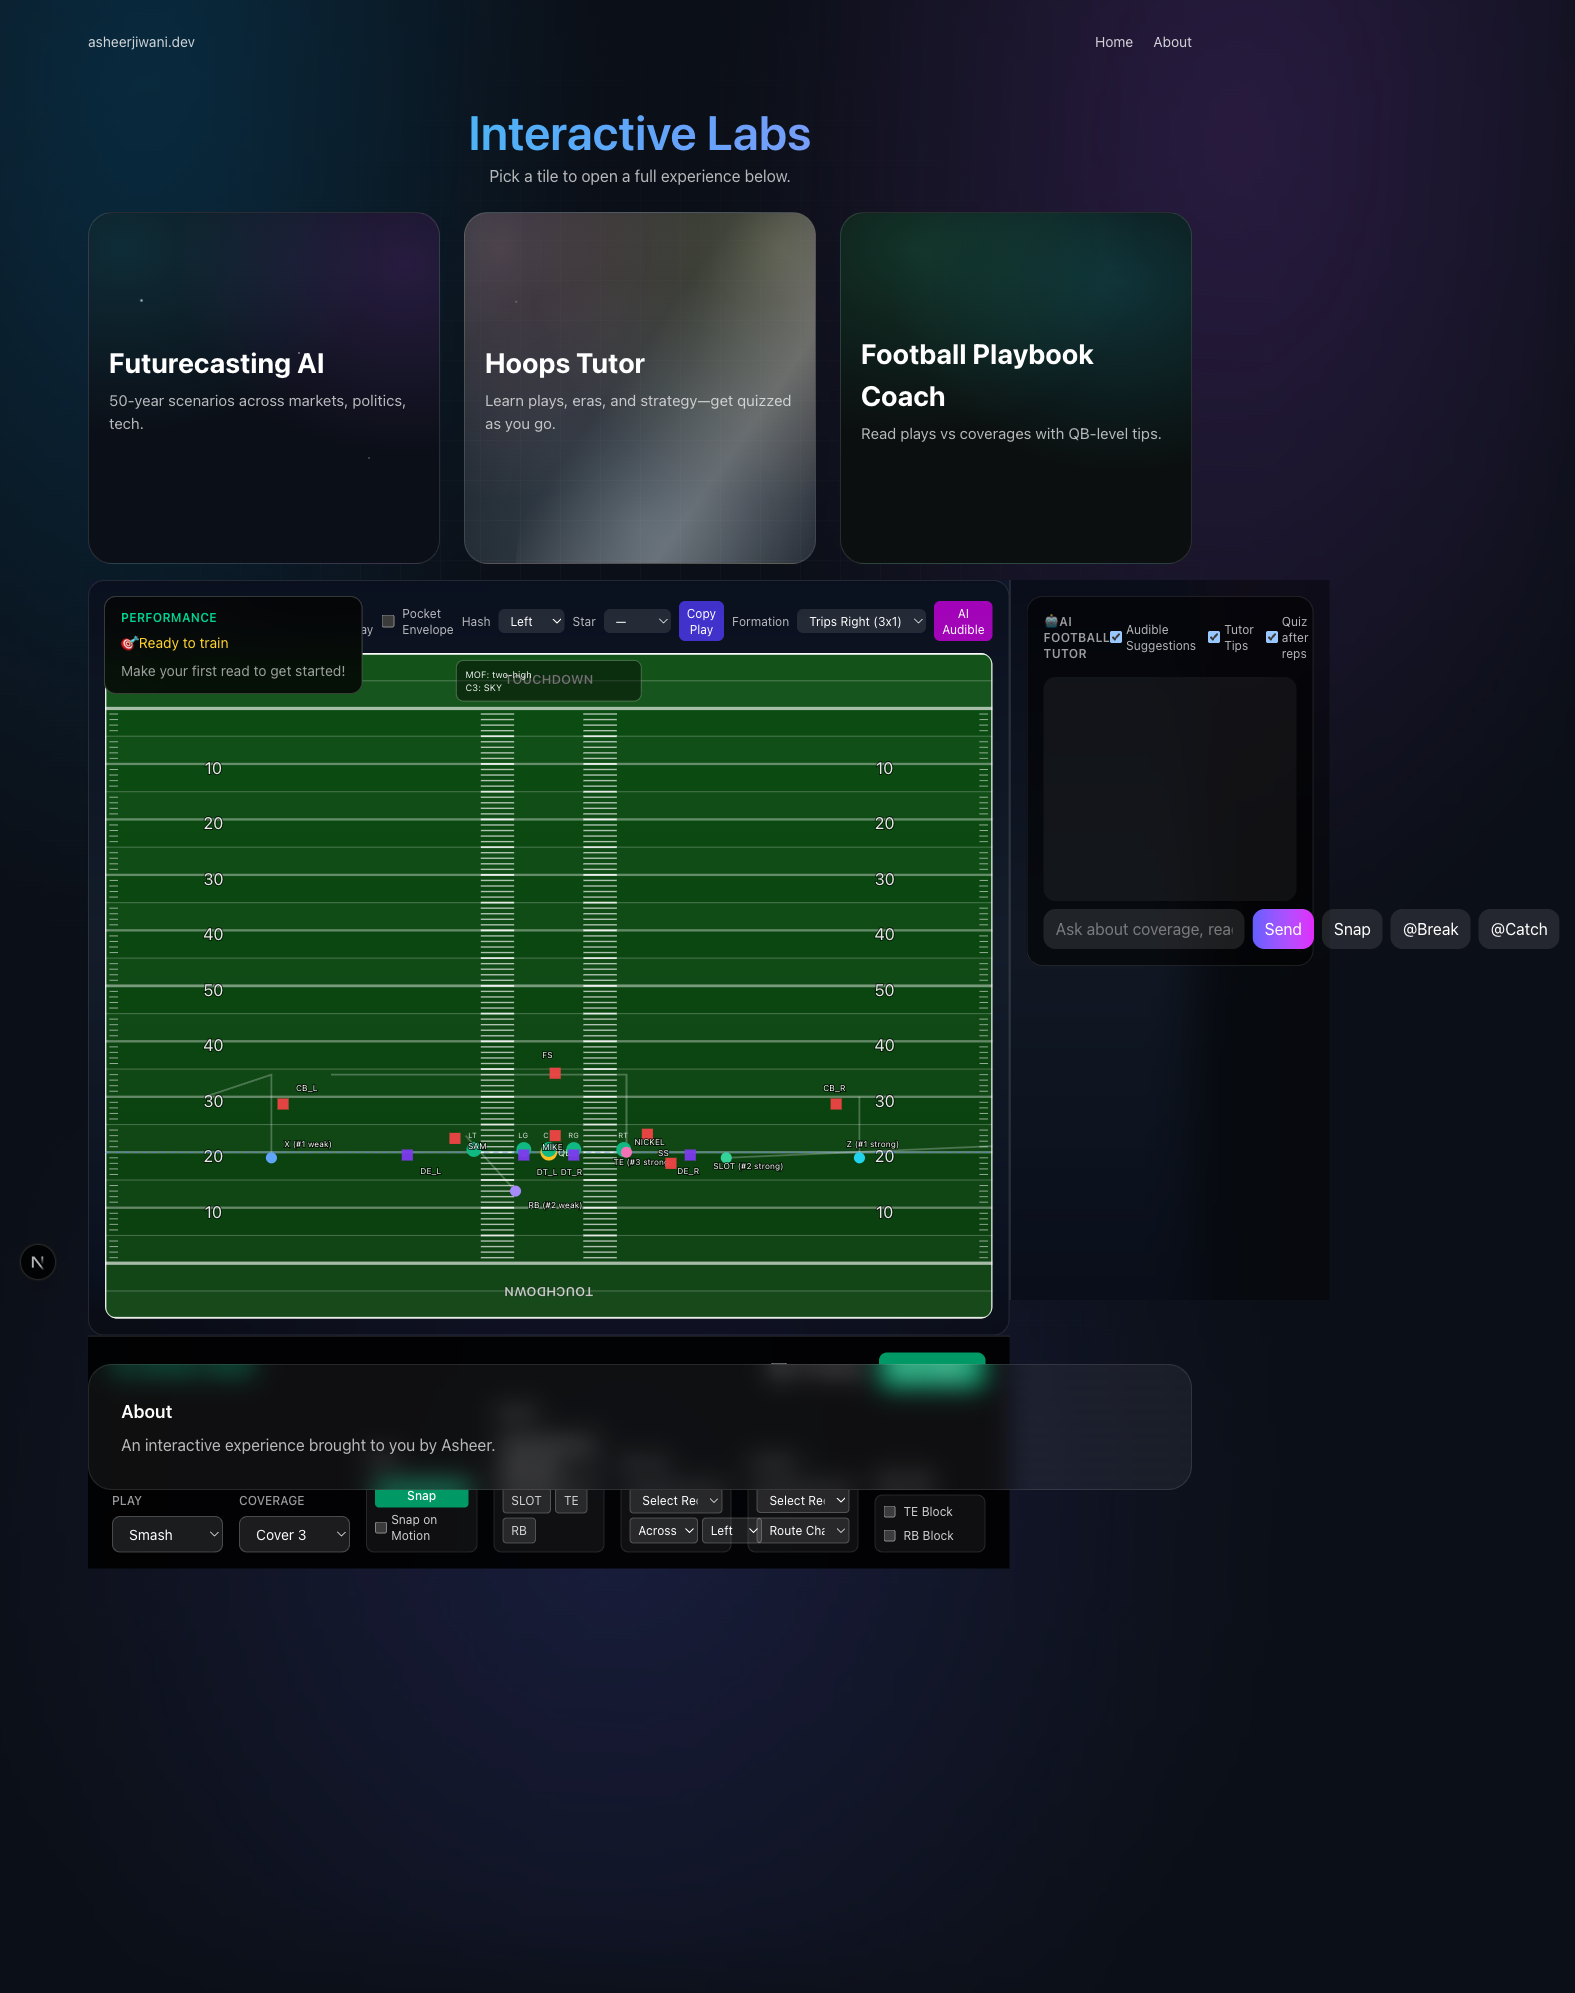 asheerjiwani.dev
Home About
Interactive Labs
Pick a tile to open a full experience below.
Futurecasting AI
50-year scenarios across markets, politics,
tech.
Hoops Tutor
Learn plays, eras, and strategy—get quizzed
as you go.
Football Playbook
Coach
Read plays vs coverages with QB-level tips.
PERFORMANCE
🎯Ready to train
Make your first read to get started!
ay
Pocket
Envelope
Hash
Left
Star
—
Copy
Play
Formation
Trips Right (3x1)
AI
Audible
AI
FOOTBALL
TUTOR
Audible
Suggestions
Tutor
Tips
Quiz
after
reps
MOF: two-high
C3: SKY
TOUCHDOWN
10 10
20 20
30 30
40 40
50 50
40 40
FS
CB_L CB_R
30 30
LT LG C RG RT
NICKEL
X (#1 weak) SAM MIKE Z (#1 strong)
SS
20 20
TE (#3 stron
SLOT (#2 strong)
DE_L DT_L DT_R DE_R
RB (#2 weak)
10 10
TOUCHDOWN
Ask about coverage, rea
Send
Snap
@Break
@Catch
N
About
An interactive experience brought to you by Asheer.
PLAY
Smash
COVERAGE
Cover 3
Snap
Snap on
Motion
SLOT TE
RB
Select Re
Across
Left
Select Re
Route Cha
TE Block
RB Block